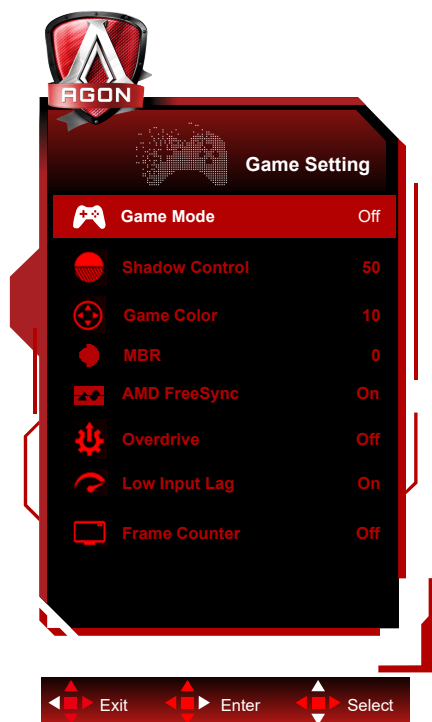 AGON
Game Setting
Game Mode Off
Shadow Control 50
Game Color 10
MBR 0
AMD FreeSync On
Overdrive Off
Low Input Lag On
Frame Counter Off
Exit Enter Select